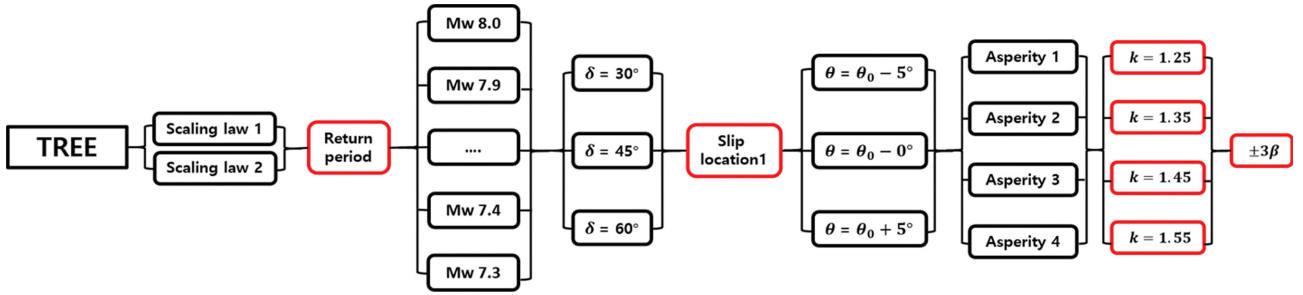 TREE
Scaling law 1
Scaling law 2
Return
period
Mw 8.0
Mw 7.9
....
Mw 7.4
Mw 7.3
δ = 30°
δ = 45°
δ = 60°
Slip
location1
θ = θ₀ − 5°
θ = θ₀ − 0°
θ = θ₀ + 5°
Asperity 1
Asperity 2
Asperity 3
Asperity 4
k = 1.25
k = 1.35
k = 1.45
k = 1.55
±3β